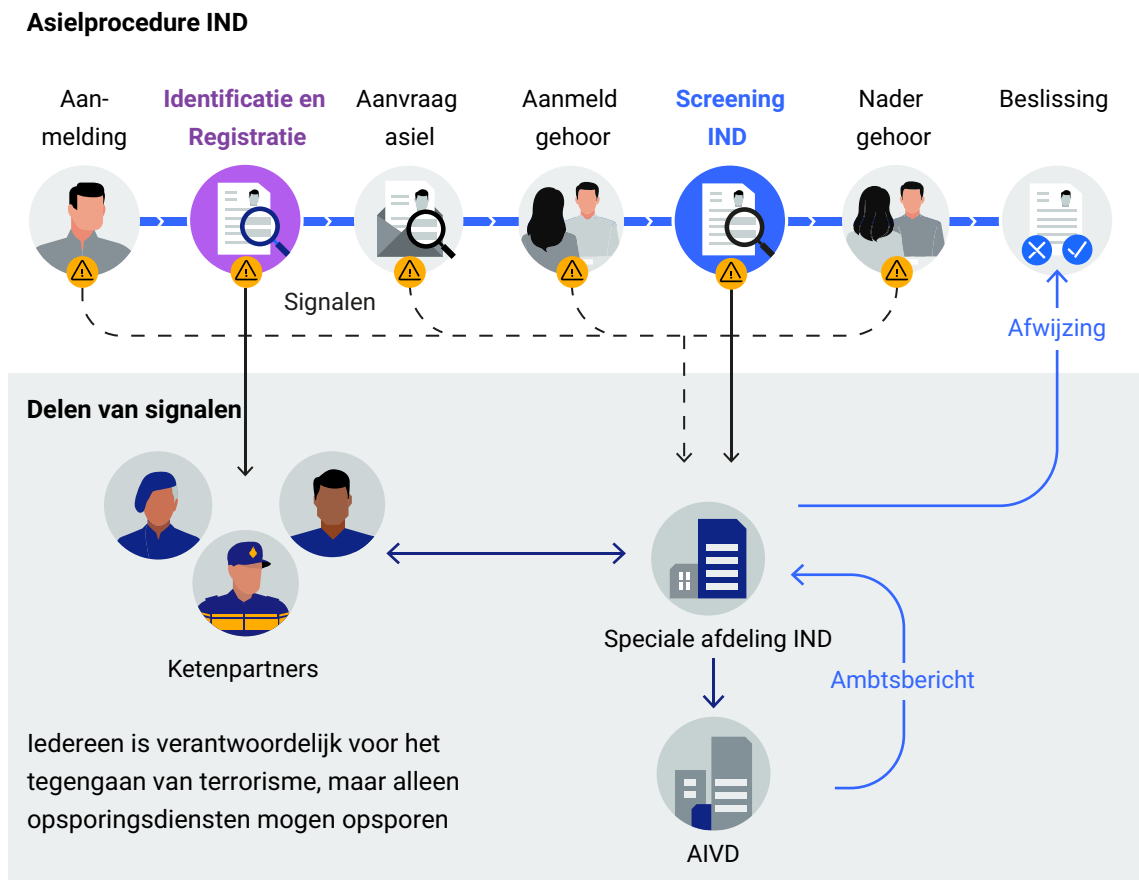 Asielprocedure IND
Aan-
melding
Identificatie en
Registratie
Aanvraag
asiel
Aanmeld
gehoor
Screening
IND
Nader
gehoor
Beslissing
Signalen
Afwijzing
Delen van signalen
Ketenpartners
Speciale afdeling IND
Ambtsbericht
Iedereen is verantwoordelijk voor het
tegengaan van terrorisme, maar alleen
opsporingsdiensten mogen opsporen
AIVD